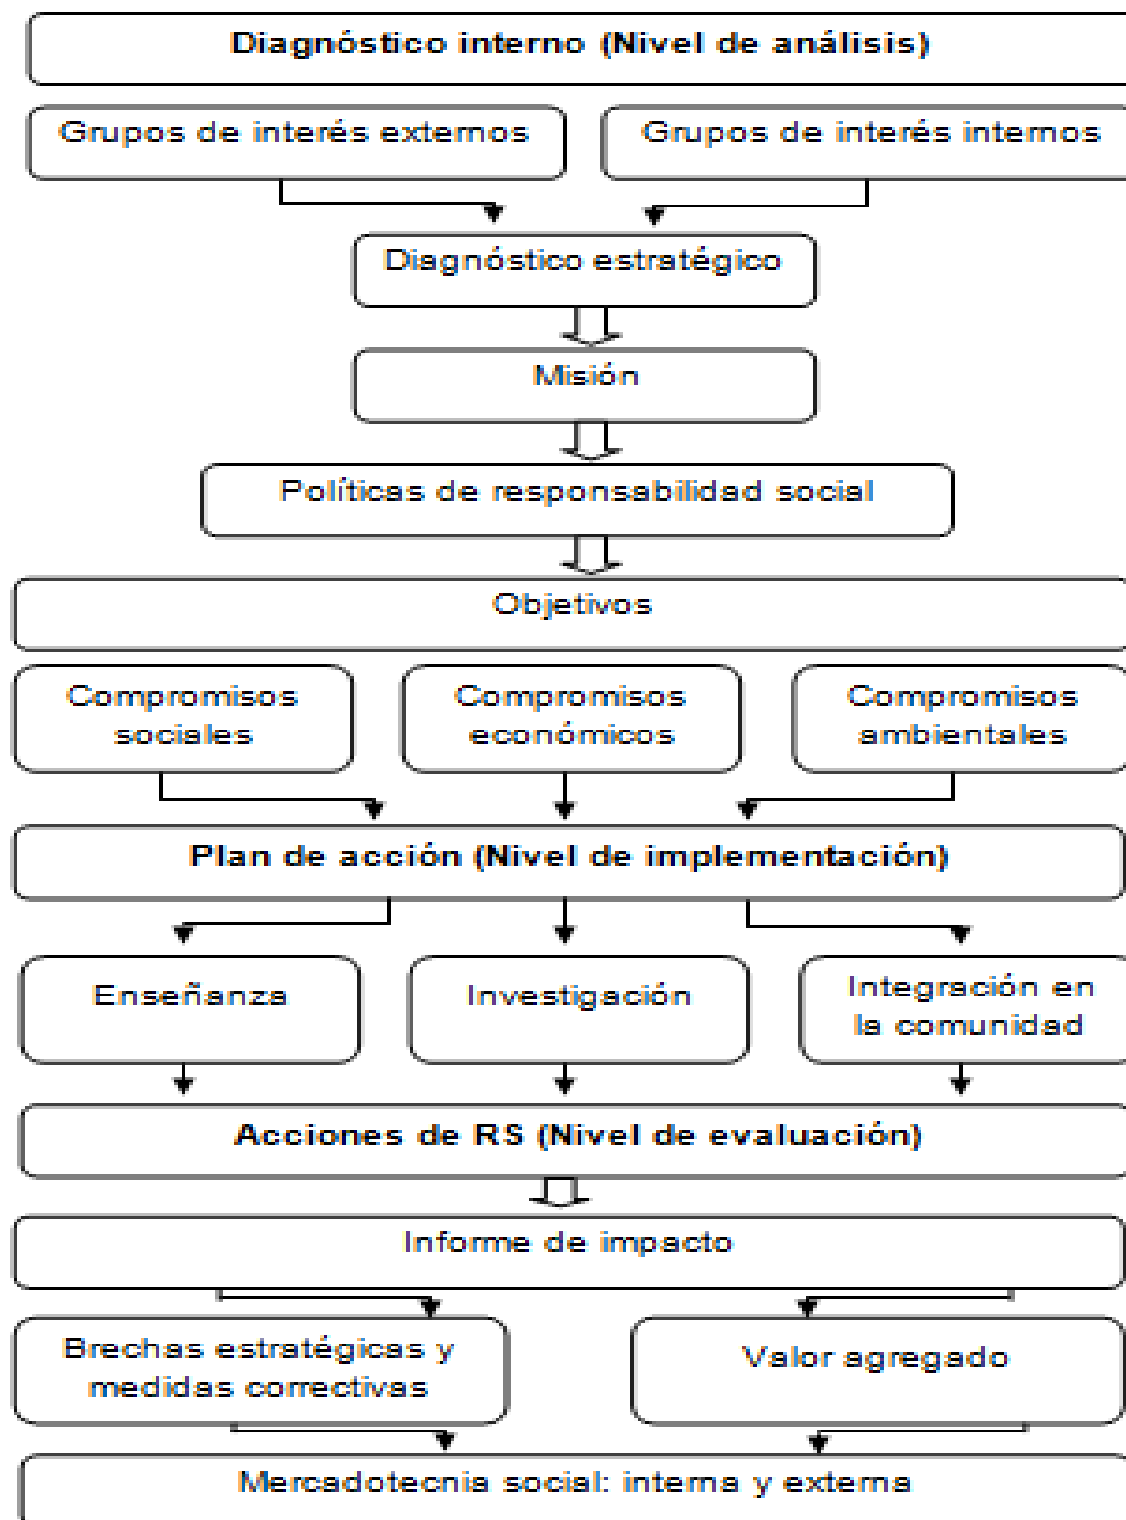 Diagnóstico interno (Nivel de análisis)
Grupos de interés externos
Grupos de interés internos
Diagnóstico estratégico
Misión
Políticas de responsabilidad social
Objetivos
Compromisos
sociales
Compromisos
económicos
Compromisos
ambientales
Plan de acción (Nivel de implementación)
Enseñanza
Investigación
Integración en
la comunidad
Acciones de RS (Nivel de evaluación)
Informe de impacto
Brechas estratégicas y
medidas correctivas
Valor agregado
Mercadotecnia social: interna y externa